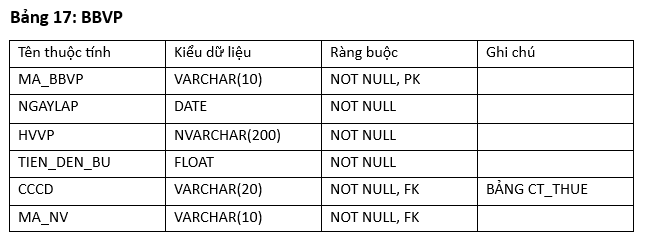 Bảng 17: BBVP
Tên thuộc tính Kiểu dữ liệu Ràng buộc Ghi chú
MA_BBVP VARCHAR(10) NOT NULL, PK
NGAYLAP DATE NOT NULL
HVVP NVARCHAR(200) NOT NULL
TIEN_DEN_BU FLOAT NOT NULL
CCCD VARCHAR(20) NOT NULL, FK BẢNG CT_THUE
MA_NV VARCHAR(10) NOT NULL, FK